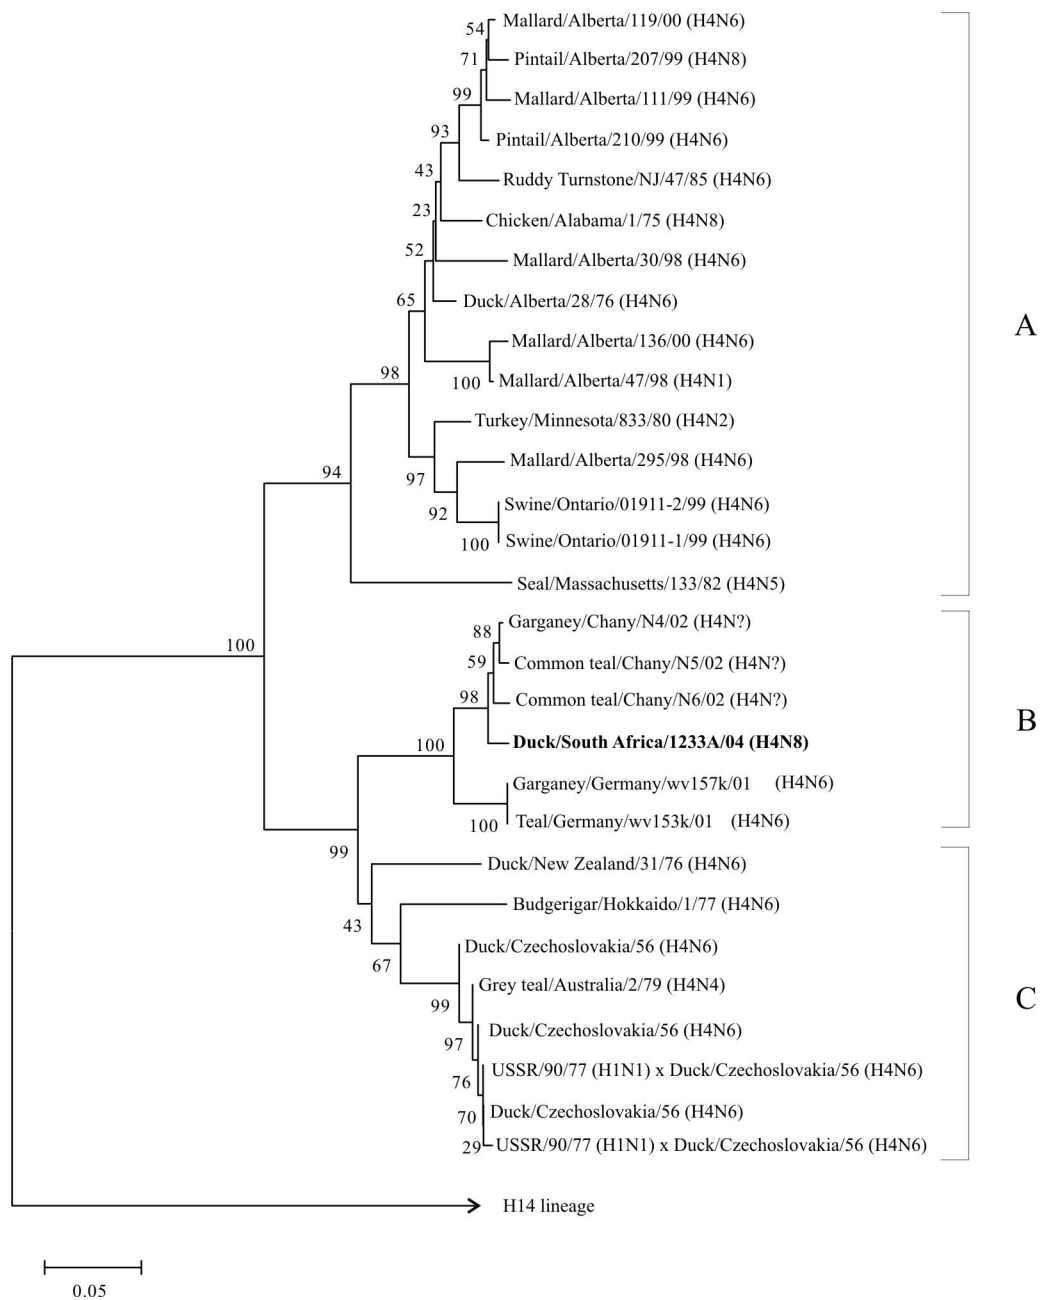 Mallard/Alberta/119/00 (H4N6)
54
Pintail/Alberta/207/99 (H4N8)
71
Mallard/Alberta/111/99 (H4N6)
99
Pintail/Alberta/210/99 (H4N6)
93
Ruddy Turnstone/NJ/47/85 (H4N6)
43
Chicken/Alabama/1/75 (H4N8)
23
Mallard/Alberta/30/98 (H4N6)
52
Duck/Alberta/28/76 (H4N6)
65
A
Mallard/Alberta/136/00 (H4N6)
98
Mallard/Alberta/47/98 (H4N1)
100
Turkey/Minnesota/833/80 (H4N2)
Mallard/Alberta/295/98 (H4N6)
94
97
Swine/Ontario/01911-2/99 (H4N6)
92
Swine/Ontario/01911-1/99 (H4N6)
100
Seal/Massachusetts/133/82 (H4N5)
Garganey/Chany/N4/02 (H4N?)
88
100
Common teal/Chany/N5/02 (H4N?)
59
Common teal/Chany/N6/02 (H4N?)
98
B
Duck/South Africa/1233A/04 (H4N8)
100
Garganey/Germany/wv157k/01 (H4N6)
Teal/Germany/wv153k/01 (H4N6)
100
99
Duck/New Zealand/31/76 (H4N6)
Budgerigar/Hokkaido/1/77 (H4N6)
43
Duck/Czechoslovakia/56 (H4N6)
67
Grey teal/Australia/2/79 (H4N4)
C
99
Duck/Czechoslovakia/56 (H4N6)
97
USSR/90/77 (H1N1) x Duck/Czechoslovakia/56 (H4N6)
76
Duck/Czechoslovakia/56 (H4N6)
70
USSR/90/77 (H1N1) x Duck/Czechoslovakia/56 (H4N6)
29
H14 lineage
0.05